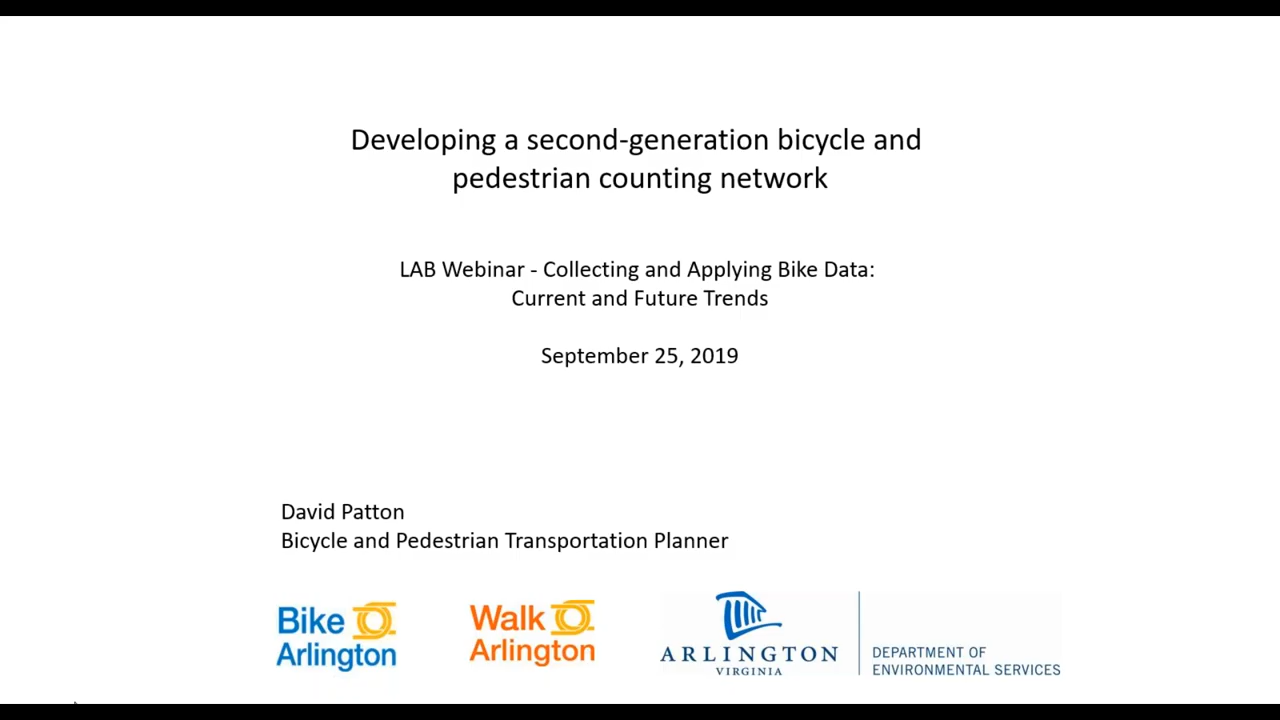 Developing a second-generation bicycle and
pedestrian counting network
LAB Webinar - Collecting and Applying Bike Data:
Current and Future Trends
September 25, 2019
David Patton
Bicycle and Pedestrian Transportation Planner
Bike
Arlington
Walk
Arlington
ARLINGTON
VIRGINIA
DEPARTMENT OF
ENVIRONMENTAL SERVICES